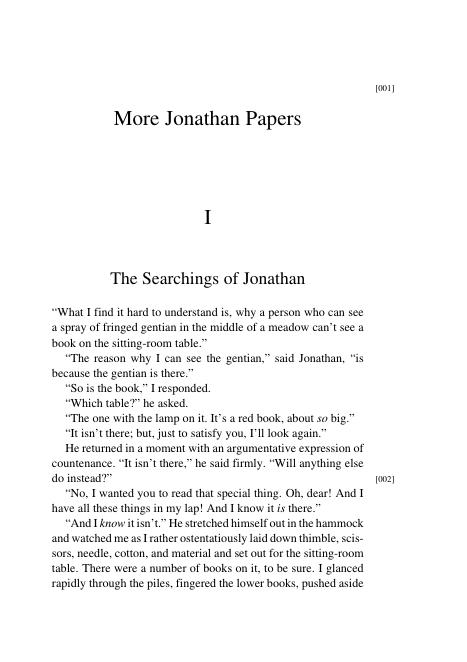 [001]
More Jonathan Papers
I
The Searchings of Jonathan
“What I find it hard to understand is, why a person who can see
a spray of fringed gentian in the middle of a meadow can’t see a
book on the sitting-room table.”
“The reason why I can see the gentian,” said Jonathan, “is
because the gentian is there.”
“So is the book,” I responded.
“Which table?” he asked.
“The one with the lamp on it. It’s a red book, about so big.”
“It isn’t there; but, just to satisfy you, I’ll look again.”
He returned in a moment with an argumentative expression of
countenance. “It isn’t there,” he said firmly. “Will anything else
do instead?” [002]
“No, I wanted you to read that special thing. Oh, dear! And I
have all these things in my lap! And I know it is there.”
“And I know it isn’t.” He stretched himself out in the hammock
and watched me as I rather ostentatiously laid down thimble, scis-
sors, needle, cotton, and material and set out for the sitting-room
table. There were a number of books on it, to be sure. I glanced
rapidly through the piles, fingered the lower books, pushed aside